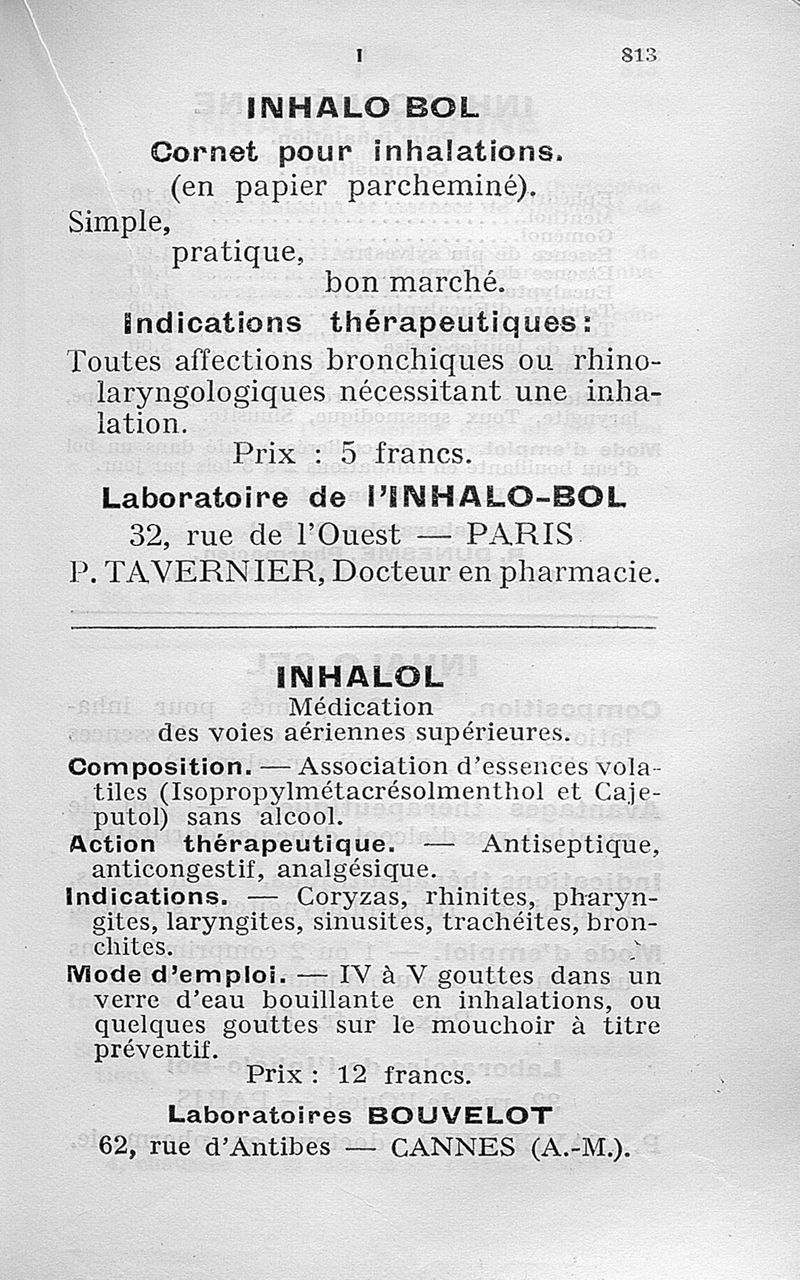 I 813
INHALO BOL
Cornet pour inhalations.
(en papier parcheminé).
Simple,
pratique,
bon marché.
Indications thérapeutiques:
Toutes affections bronchiques ou rhino-
laryngologiques nécessitant une inha-
lation.
Prix : 5 francs.
Laboratoire de l'INHALO-BOL
32, rue de l'Ouest — PARIS
P. TAVERNIER, Docteur en pharmacie.
INHALOL
Médication
des voies aériennes supérieures.
Composition. — Association d'essences vola-
tiles (Isopropylmétacrésolmenthol et Caje-
putol) sans alcool.
Action thérapeutique. — Antiseptique,
anticongestif, analgésique.
Indications. — Coryzas, rhinites, pharyn-
gites, laryngites, sinusites, trachéites, bron-
chites.
Mode d'emploi. — IV à V gouttes dans un
verre d'eau bouillante en inhalations, ou
quelques gouttes sur le mouchoir à titre
préventif.
Prix : 12 francs.
Laboratoires BOUVELOT
62, rue d'Antibes — CANNES (A.-M.).